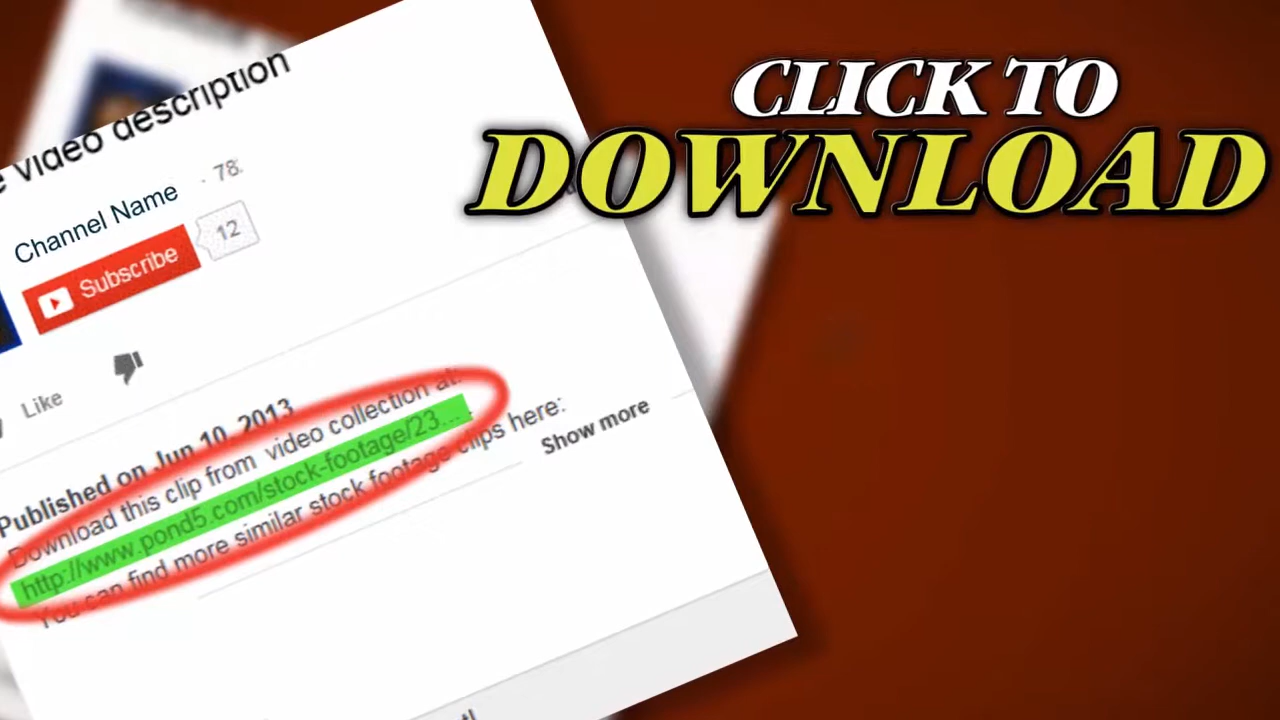 CLICK TO
DOWNLOAD
video description
Channel Name
Subscribe
12
Like
Published on Jun 10, 2013
Download this clip from video collection at:
http://www.pond5.com/stock-footage/23...
You can find more similar stock footage clips here:
Show more